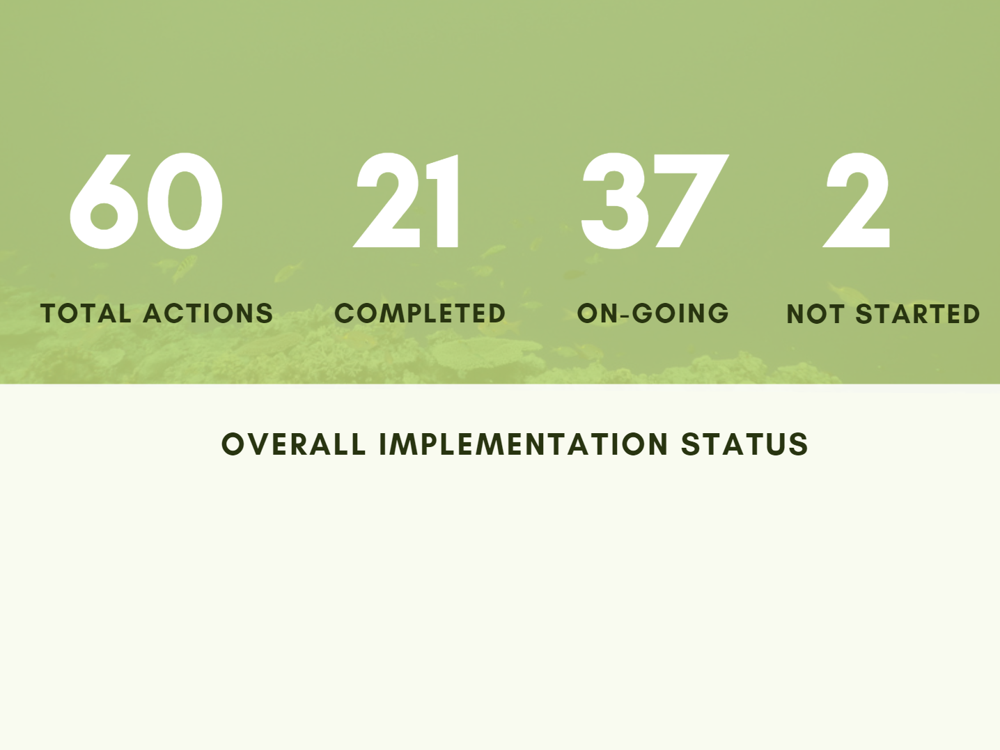 60 21 37 2
TOTAL ACTIONS COMPLETED ON-GOING NOT STARTED
OVERALL IMPLEMENTATION STATUS